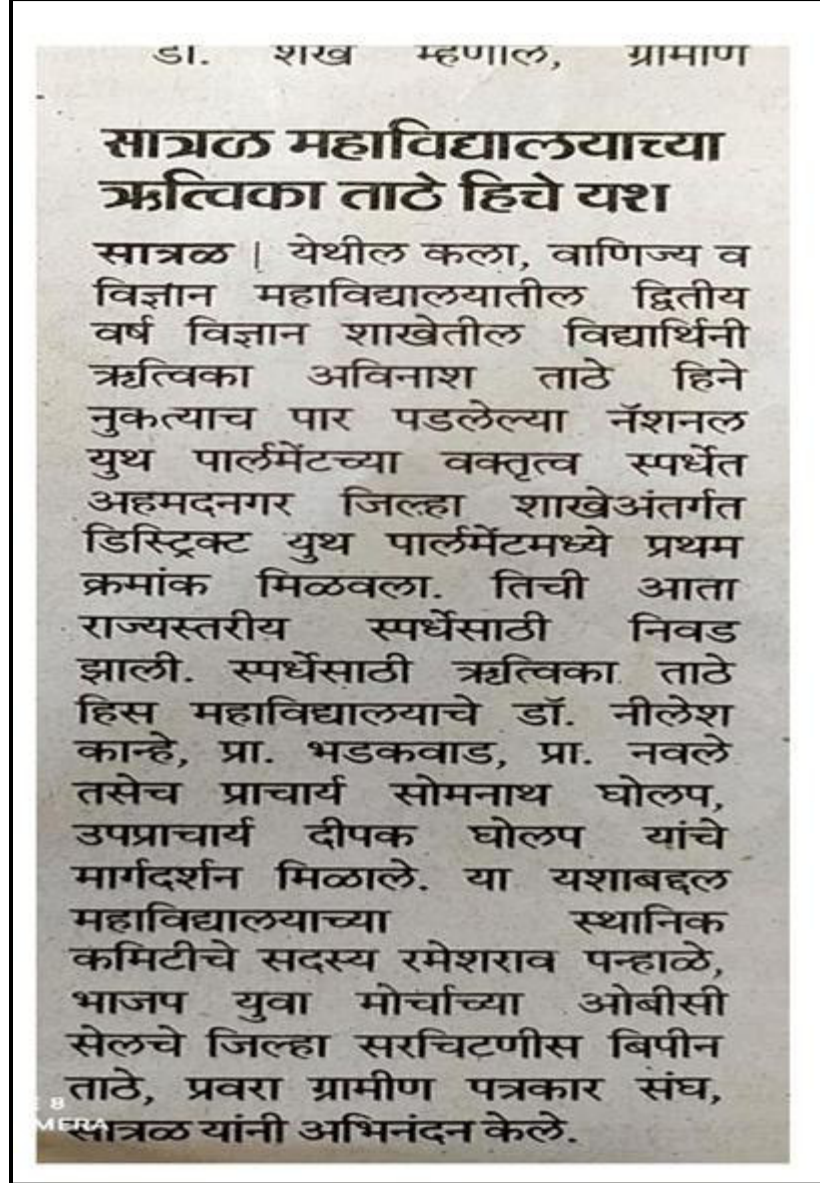 डॉ. शेख म्हणाले, ग्रामीण
सात्रळ महाविद्यालयाच्या
ऋत्विका ताठे हिचे यश
सात्रळ | येथील कला, वाणिज्य व
विज्ञान महाविद्यालयातील द्वितीय
वर्ष विज्ञान शाखेतील विद्यार्थिनी
ऋत्विका अविनाश ताठे हिने
नुकत्याच पार पडलेल्या नॅशनल
युथ पार्लमेंटच्या वक्तृत्व स्पर्धेत
अहमदनगर जिल्हा शाखेअंतर्गत
डिस्ट्रिक्ट युथ पार्लमेंटमध्ये प्रथम
क्रमांक मिळवला. तिची आता
राज्यस्तरीय स्पर्धेसाठी निवड
झाली. स्पर्धेसाठी ऋत्विका ताठे
हिस महाविद्यालयाचे डॉ. नीलेश
कान्हे, प्रा. भडकवाड, प्रा. नवले
तसेच प्राचार्य सोमनाथ घोलप,
उपप्राचार्य दीपक घोलप यांचे
मार्गदर्शन मिळाले. या यशाबद्दल
महाविद्यालयाच्या स्थानिक
कमिटीचे सदस्य रमेशराव पन्हाळे,
भाजप युवा मोर्चाच्या ओबीसी
सेलचे जिल्हा सरचिटणीस बिपीन
ताठे, प्रवरा ग्रामीण पत्रकार संघ,
सात्रळ यांनी अभिनंदन केले.